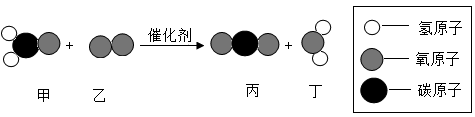 催化剂
+ +
甲 乙 丙 丁
氢原子
氧原子
碳原子